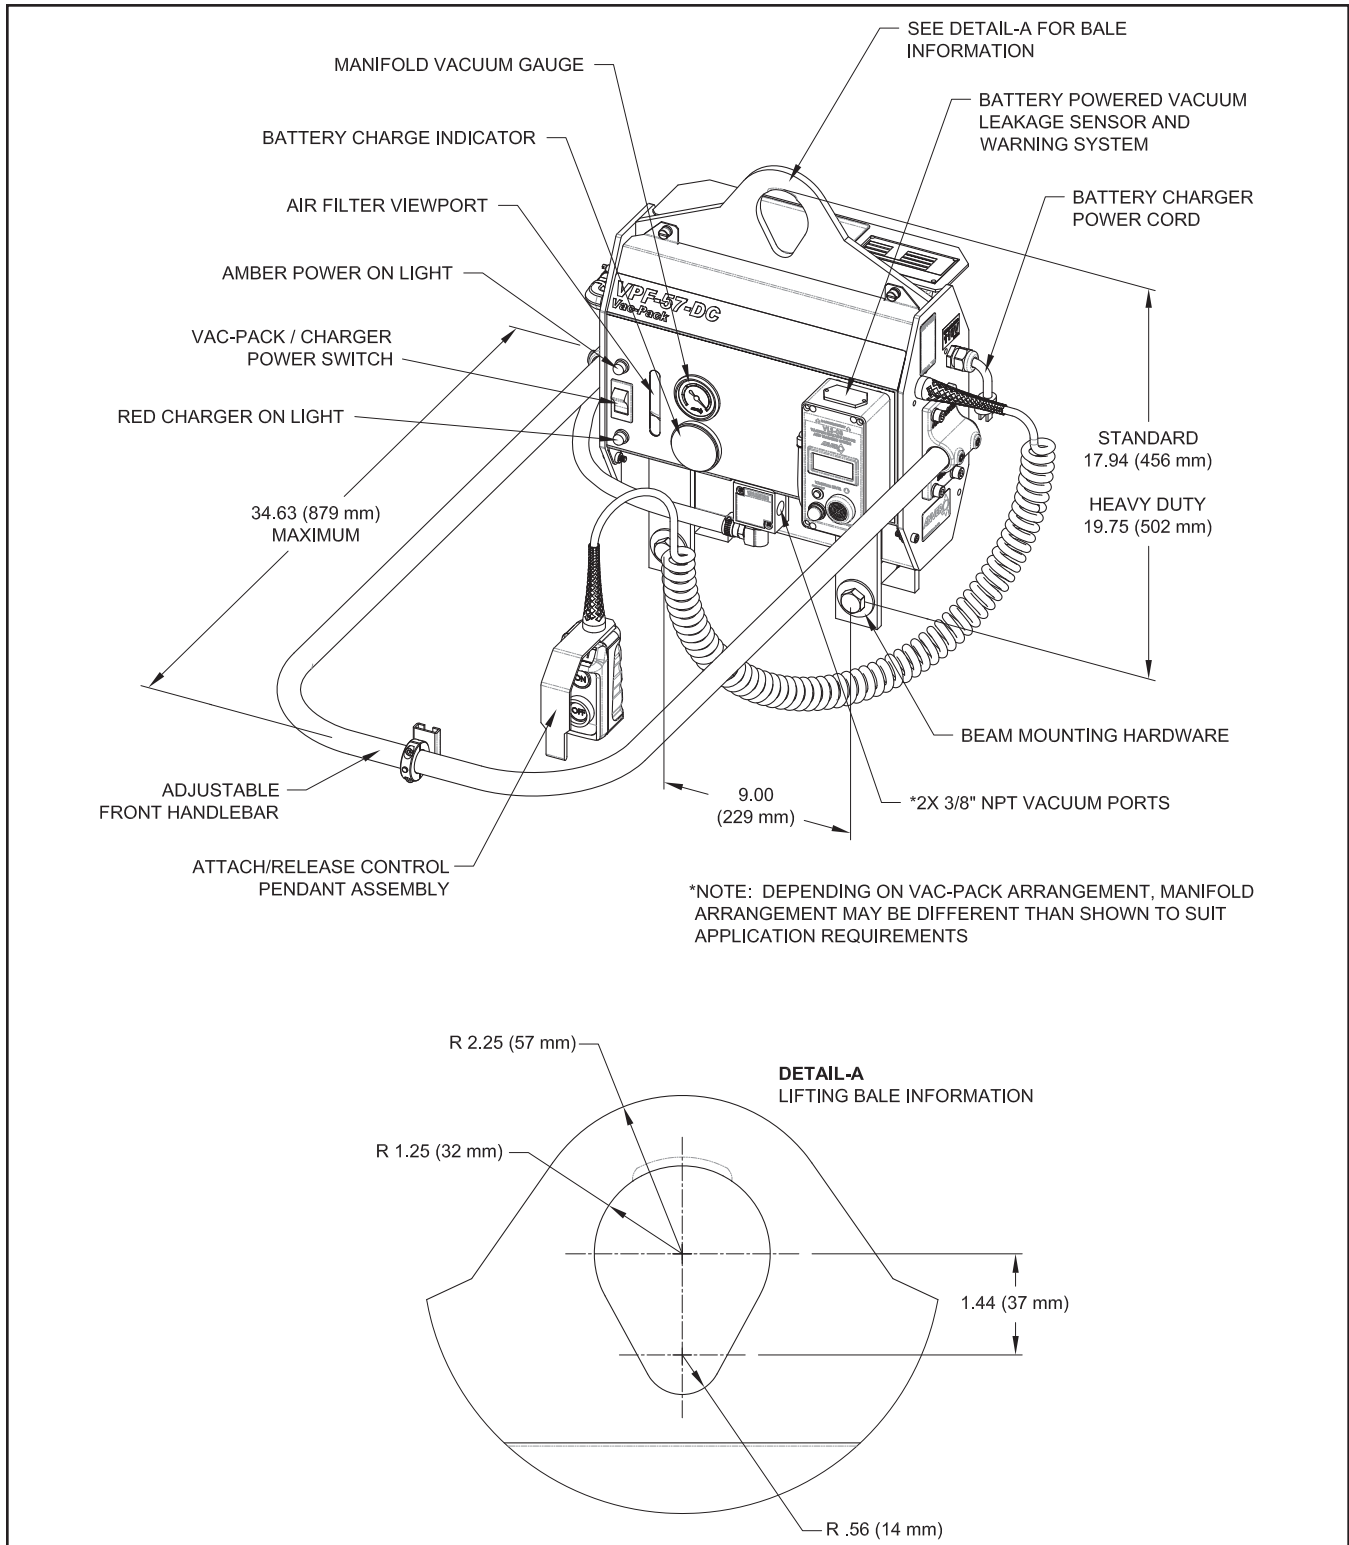 SEE DETAIL-A FOR BALE
INFORMATION
MANIFOLD VACUUM GAUGE
BATTERY POWERED VACUUM
LEAKAGE SENSOR AND
WARNING SYSTEM
BATTERY CHARGE INDICATOR
BATTERY CHARGER
POWER CORD
AIR FILTER VIEWPORT
AMBER POWER ON LIGHT
VPF-57-DC
Vac-Pack
VAC-PACK / CHARGER
POWER SWITCH
RED CHARGER ON LIGHT
STANDARD
17.94 (456 mm)
HEAVY DUTY
19.75 (502 mm)
34.63 (879 mm)
MAXIMUM
ON
OFF
BEAM MOUNTING HARDWARE
ADJUSTABLE
FRONT HANDLEBAR
9.00
(229 mm)
*2X 3/8" NPT VACUUM PORTS
ATTACH/RELEASE CONTROL
PENDANT ASSEMBLY
*NOTE: DEPENDING ON VAC-PACK ARRANGEMENT, MANIFOLD
ARRANGEMENT MAY BE DIFFERENT THAN SHOWN TO SUIT
APPLICATION REQUIREMENTS
R 2.25 (57 mm)
DETAIL-A
LIFTING BALE INFORMATION
R 1.25 (32 mm)
1.44 (37 mm)
R .56 (14 mm)